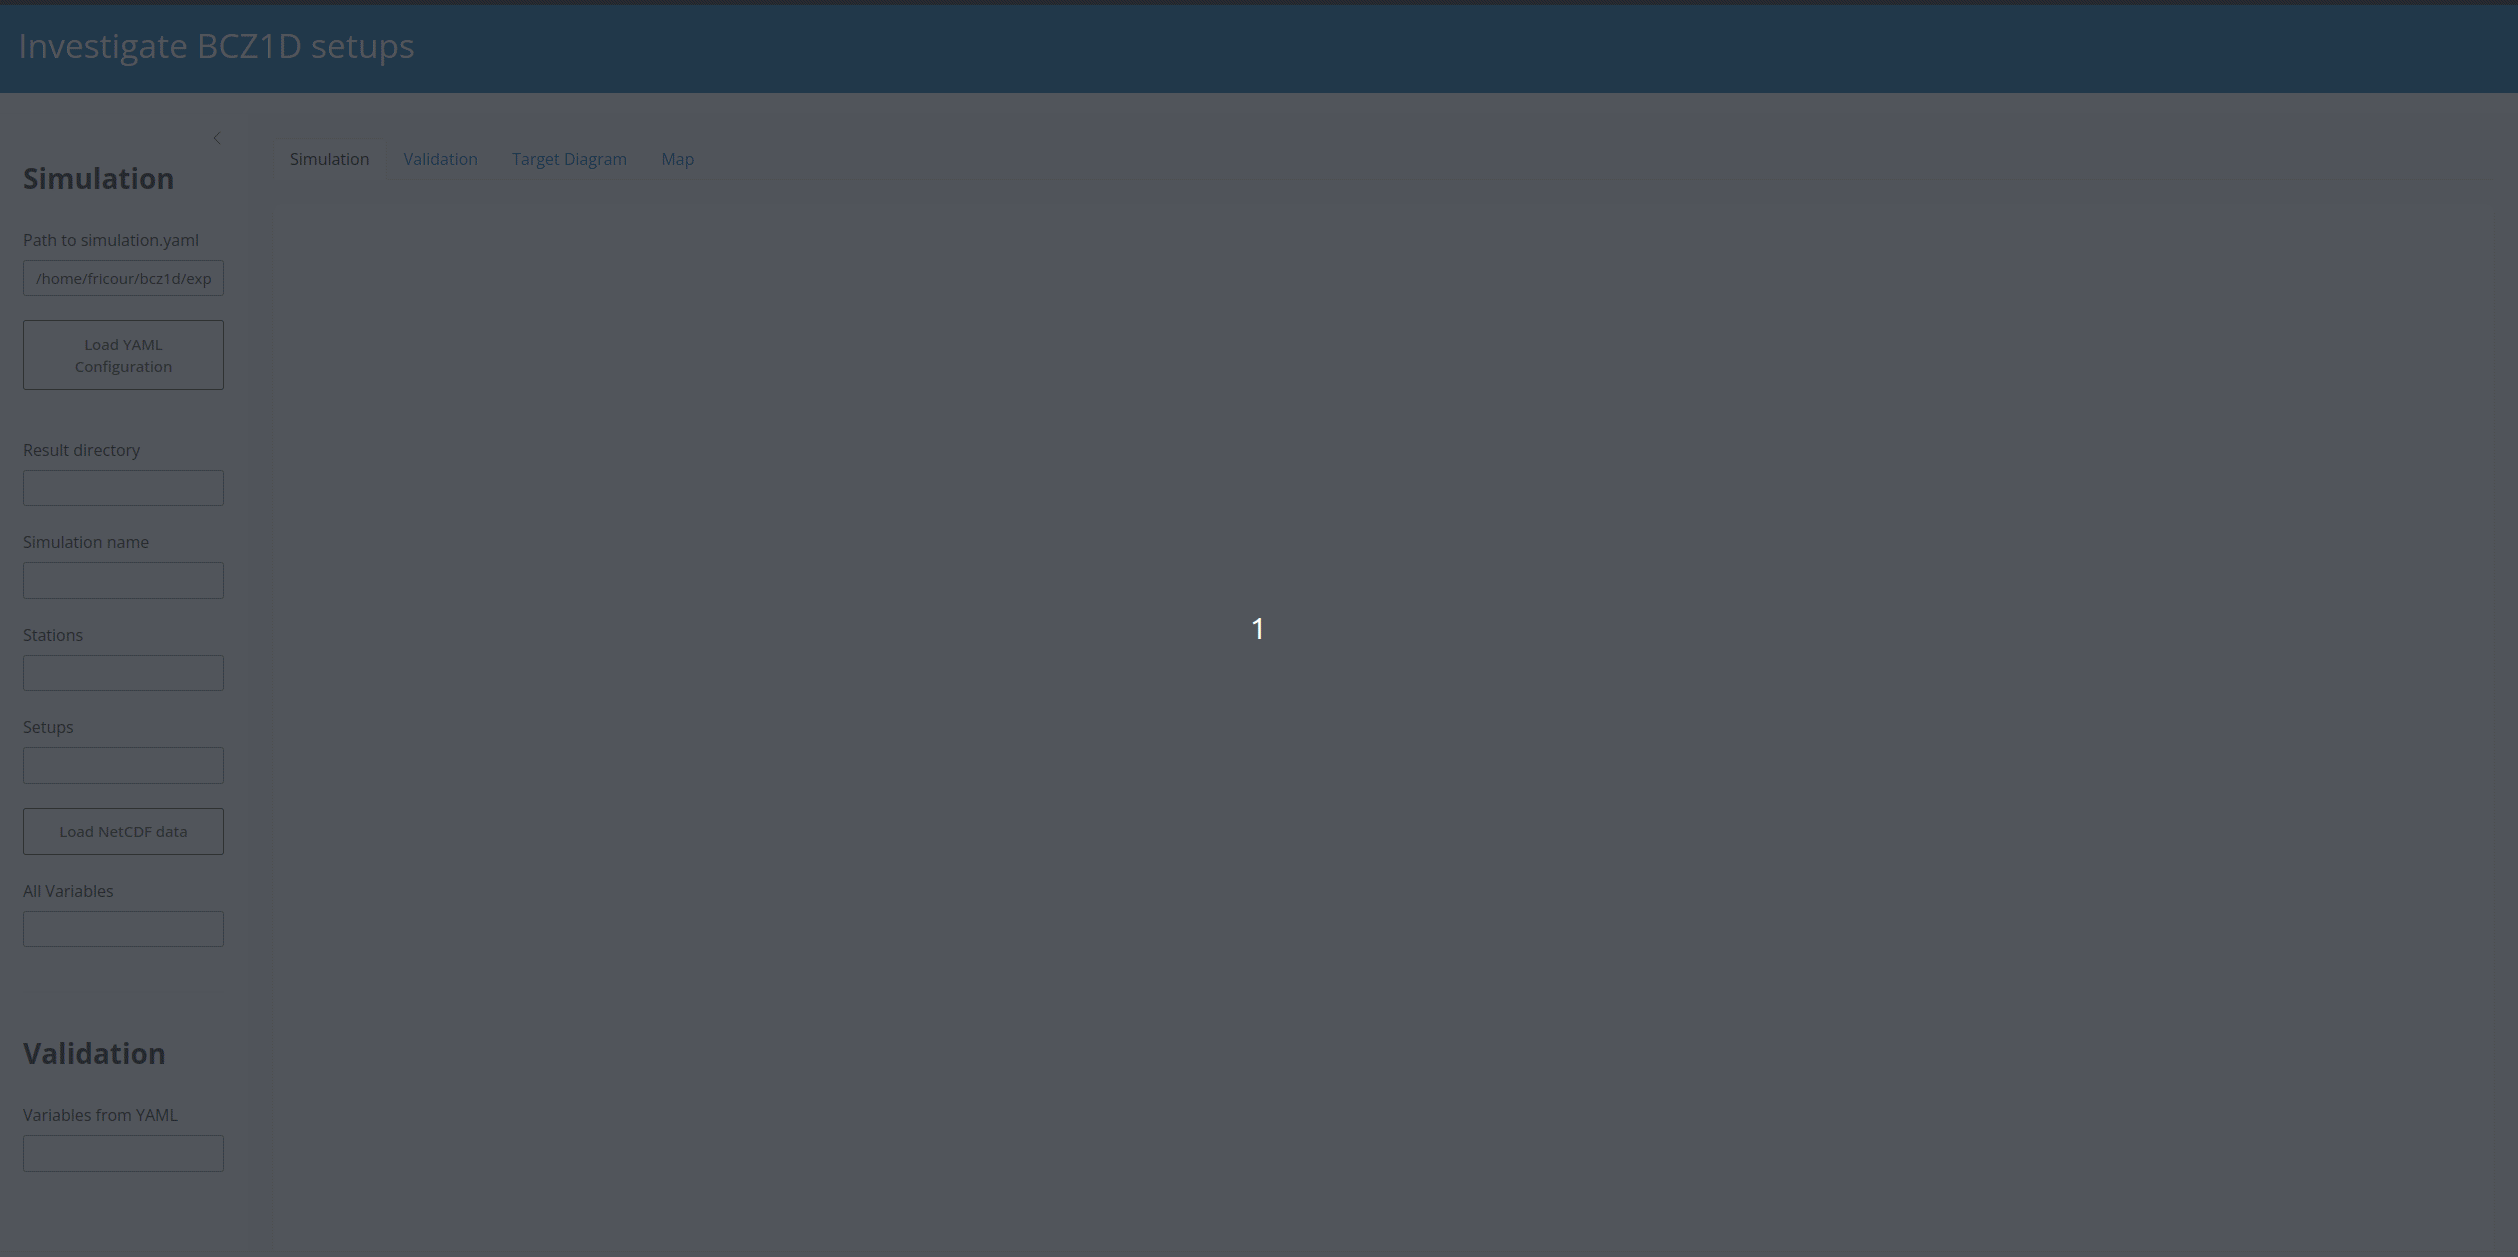 Investigate BCZ1D setups
Simulation
Validation
Target Diagram
Map
Simulation
Path to simulation.yaml
/home/fricour/bcz1d/exp
Load YAML
Configuration
Result directory
Simulation name
Stations
Setups
Load NetCDF data
All Variables
1
Validation
Variables from YAML